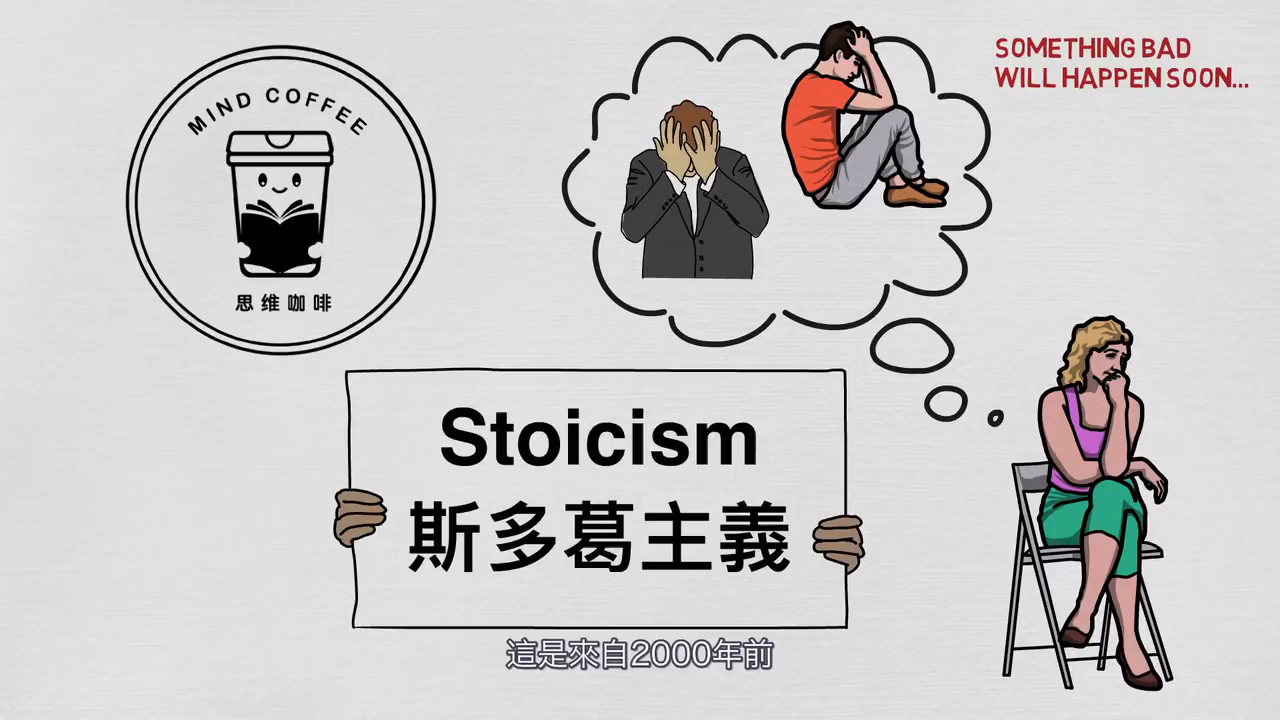 MIND COFFEE
思维咖啡
SOMETHING BAD
WILL HAPPEN SOON...
Stoicism
斯多葛主義
這是來自2000年前